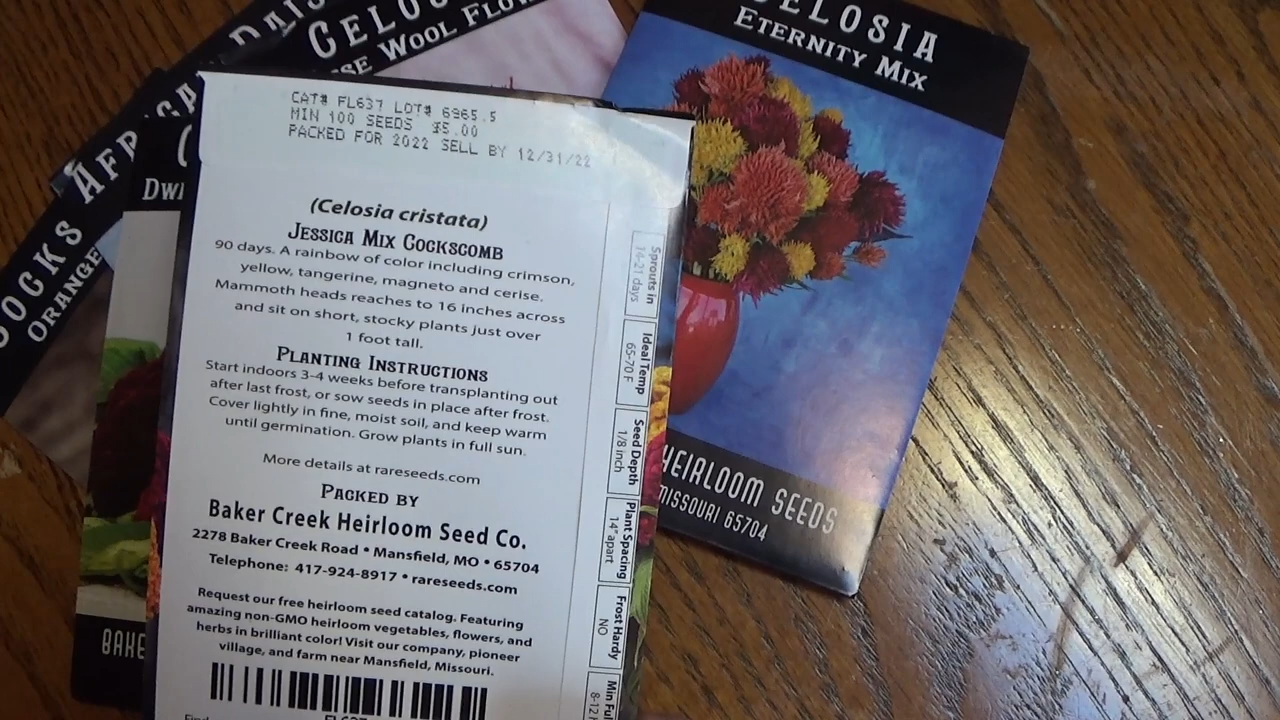 CELOSIA
ETERNITY MIX
HEIRLOOM SEEDS
MISSOURI 65704
CAT# FL637 LOT# 6965.5
MIN 100 SEEDS $5.00
PACKED FOR 2022 SELL BY 12/31/22
(Celosia cristata)
JESSICA MIX COCKSCOMB
90 days. A rainbow of color including crimson,
yellow, tangerine, magneto and cerise.
Mammoth heads reaches to 16 inches across
and sit on short, stocky plants just over
1 foot tall.
PLANTING INSTRUCTIONS
Start indoors 3-4 weeks before transplanting out
after last frost, or sow seeds in place after frost.
Cover lightly in fine, moist soil, and keep warm
until germination. Grow plants in full sun.
More details at rareseeds.com
PACKED BY
Baker Creek Heirloom Seed Co.
2278 Baker Creek Road • Mansfield, MO • 65704
Telephone: 417-924-8917 • rareseeds.com
Request our free heirloom seed catalog. Featuring
amazing non-GMO heirloom vegetables, flowers, and
herbs in brilliant color! Visit our company, pioneer
village, and farm near Mansfield, Missouri.
FL637
Sprouts in
14-21 days
Ideal Temp
65-70 F
Seed Depth
1/8 inch
Plant Spacing
14" apart
Frost Hardy
NO
Min Ful
8-12 H
ORANGE
BAKE